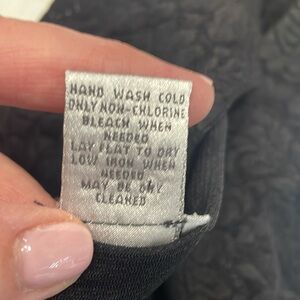 HAND WASH COLD
ONLY NON-CHLORINE
BLEACH WHEN
NEEDED
LAY FLAT TO DRY
LOW IRON WHEN
NEEDED
MAY BE DRY
CLEANED